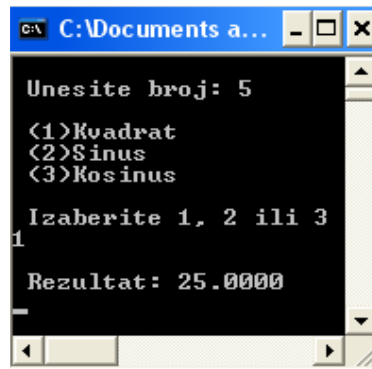 C:\Documents a...
Unesite broj: 5
(1)Kvadrat
(2)Sinus
(3)Kosinus
Izaberite 1, 2 ili 3
1
Rezultat: 25.0000